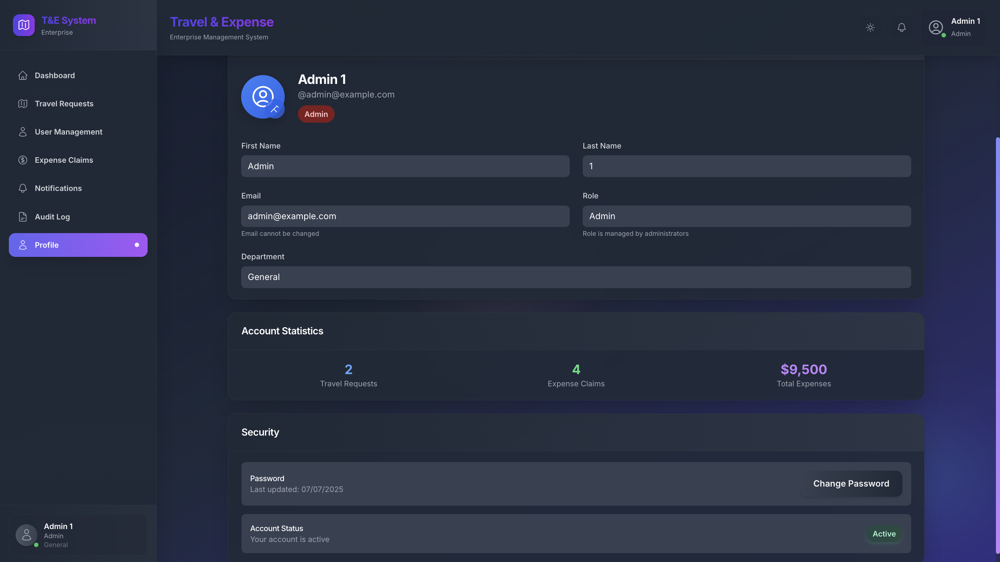 T&E System
Enterprise
Dashboard
Travel Requests
User Management
Expense Claims
Notifications
Audit Log
Profile
Admin 1
Admin
General
Travel & Expense
Enterprise Management System
Admin 1
Admin
Admin 1
@admin@example.com
Admin
First Name
Admin
Last Name
1
Email
admin@example.com
Email cannot be changed
Role
Admin
Role is managed by administrators
Department
General
Account Statistics
2
Travel Requests
4
Expense Claims
$9,500
Total Expenses
Security
Password
Last updated: 07/07/2025
Change Password
Account Status
Your account is active
Active